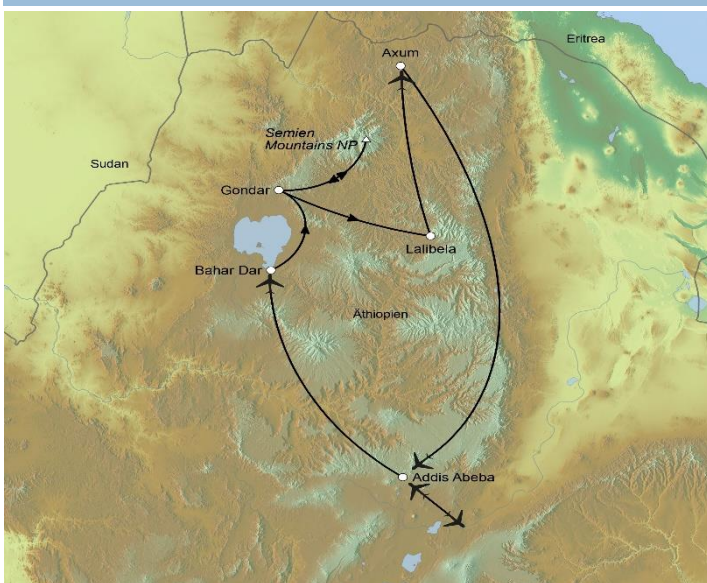 Axum
Eritrea
Semien
Mountains NP
Sudan
Gondar
Lalibela
Bahar Dar
Äthiopien
Addis Abeba